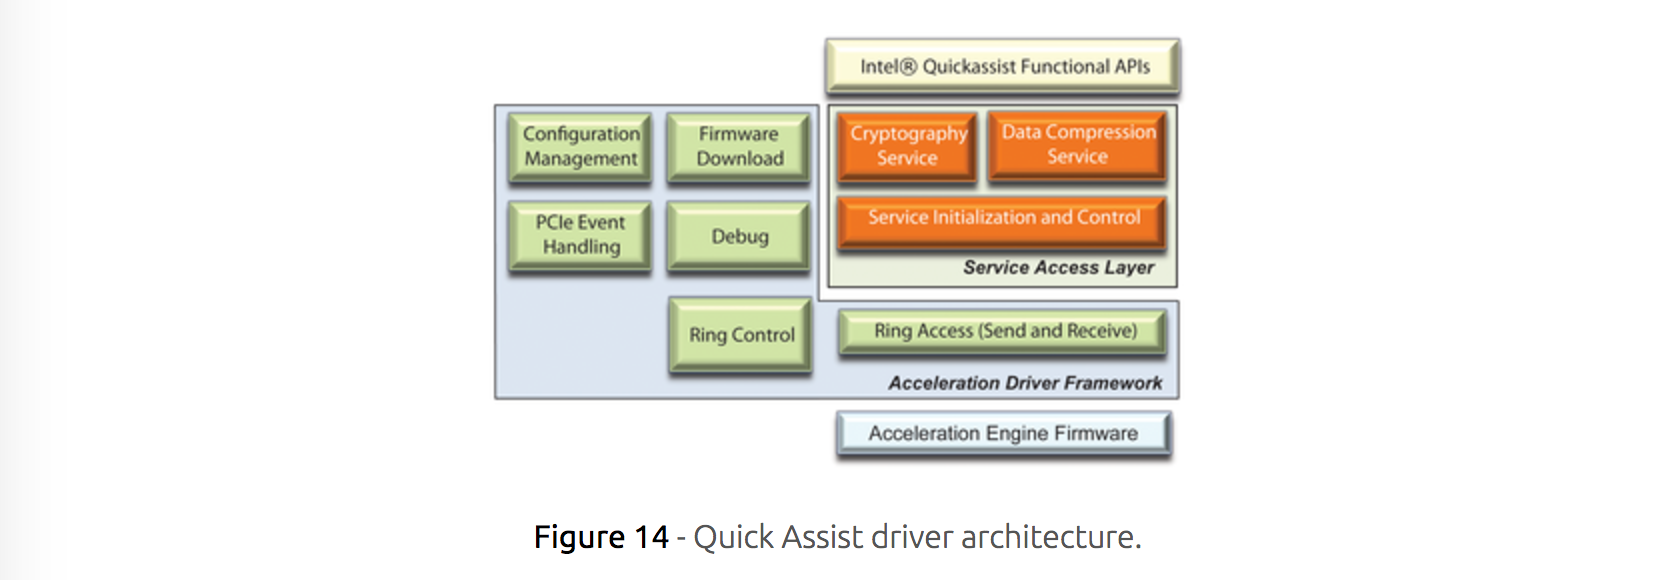 Intel® Quickassist Functional APIs
Configuration
Management
Firmware
Download
Cryptography
Service
Data Compression
Service
PCIe Event
Handling
Debug
Service Initialization and Control
Service Access Layer
Ring Control
Ring Access (Send and Receive)
Acceleration Driver Framework
Acceleration Engine Firmware
Figure 14 - Quick Assist driver architecture.